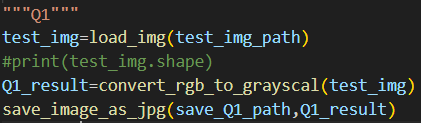 """Q1"""
test_img=load_img(test_img_path)
#print(test_img.shape)
Q1_result=convert_rgb_to_grayscal(test_img)
save_image_as_jpg(save_Q1_path,Q1_result)